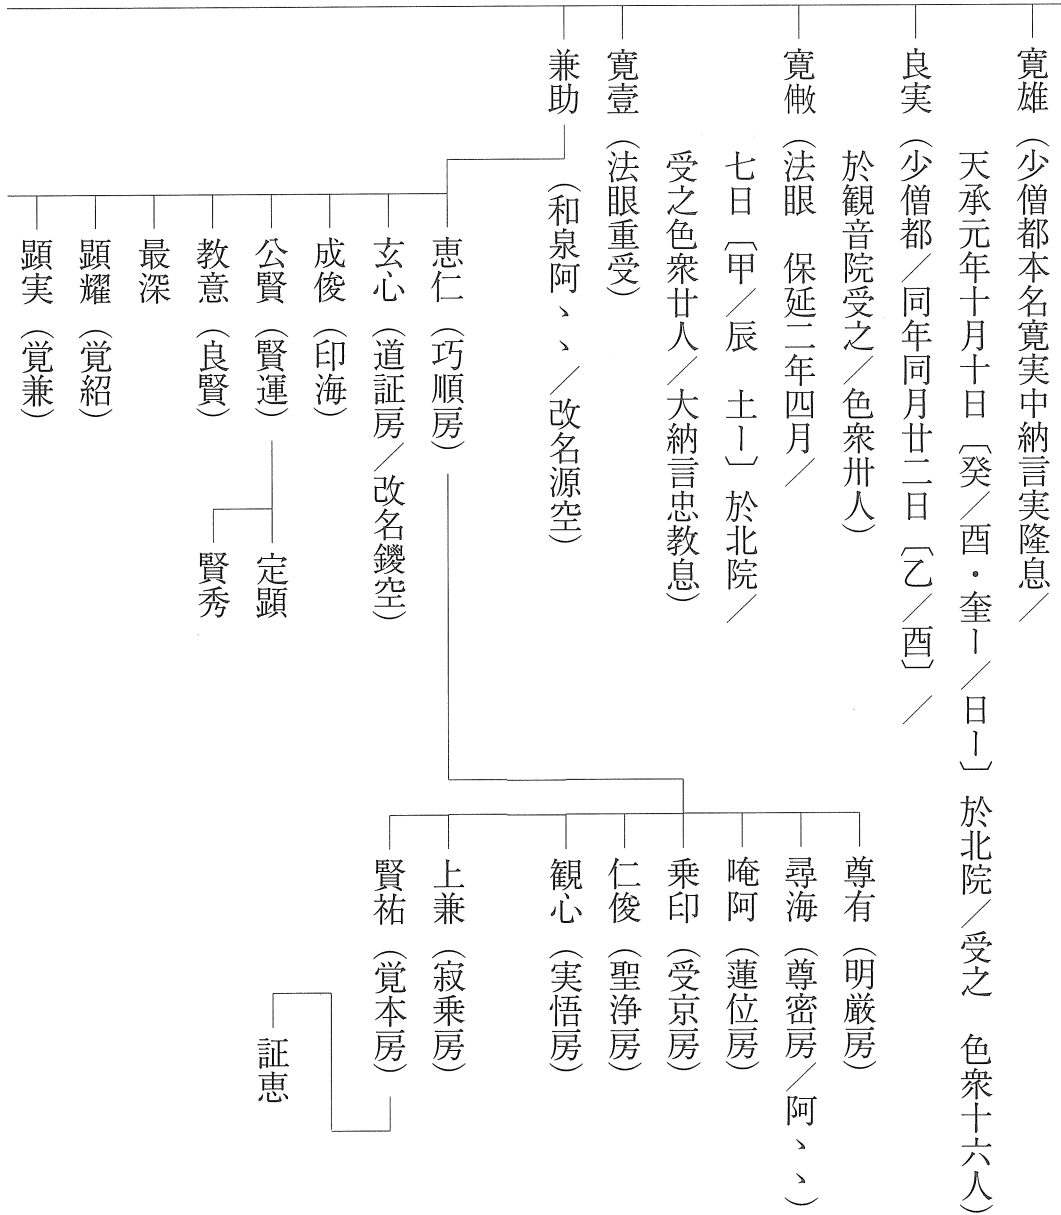 寛雄（少僧都本名寛実中納言実隆息／
天承元年十月十日〔癸／酉・奎ー／日ー〕於北院／受之　色衆十六人）
良実（少僧都／同年同月廿二日〔乙／酉〕／
於観音院受之／色衆卅人）
寛僌（法眼　保延二年四月／
七日〔甲／辰　土ー〕於北院／
受之色衆廿人／大納言忠教息）
寛壹（法眼重受）
兼助（和泉阿ヽヽ／改名源空）
恵仁（巧順房）
玄心（道証房／改名鑁空）
成俊（印海）
公賢（賢運）
定顕
賢秀
教意（良賢）
最深
顕耀（覚紹）
顕実（覚兼）
尊有（明厳房）
尋海（尊密房／阿ヽヽ）
唵阿（蓮位房）
乗印（受京房）
仁俊（聖浄房）
観心（実悟房）
上兼（寂乗房）
賢祐（覚本房）
証恵